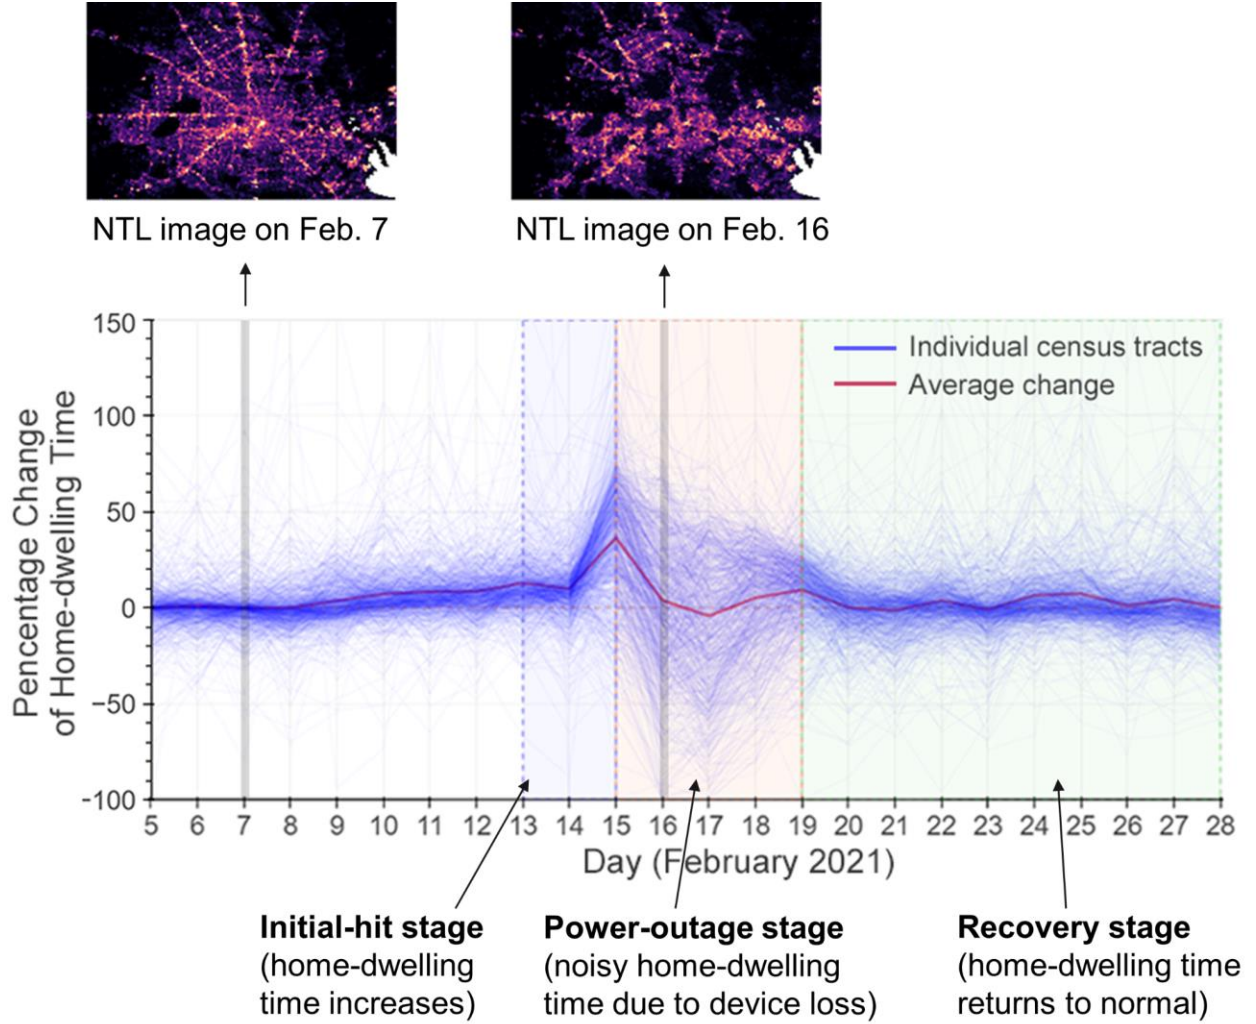 NTL image on Feb. 7
NTL image on Feb. 16
Pencentage Change
of Home-dwelling Time
150
100
50
0
−50
−100
Individual census tracts
Average change
5 6 7 8 9 10 11 12 13 14 15 16 17 18 19 20 21 22 23 24 25 26 27 28
Day (February 2021)
Initial-hit stage
(home-dwelling
time increases)
Power-outage stage
(noisy home-dwelling
time due to device loss)
Recovery stage
(home-dwelling time
returns to normal)